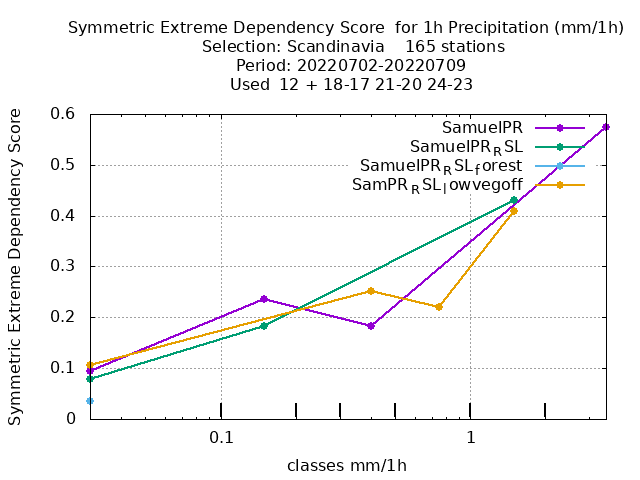 Symmetric Extreme Dependency Score  for 1h Precipitation (mm/1h)
Selection: Scandinavia    165 stations
Period: 20220702-20220709
Used  12 + 18-17 21-20 24-23
SamuelPR
SamuelPR_RSL
SamuelPR_RSL_forest
SamPR_RSL_lowvegoff
Symmetric Extreme Dependency Score
0.6
0.5
0.4
0.3
0.2
0.1
0
0.1 1
classes mm/1h